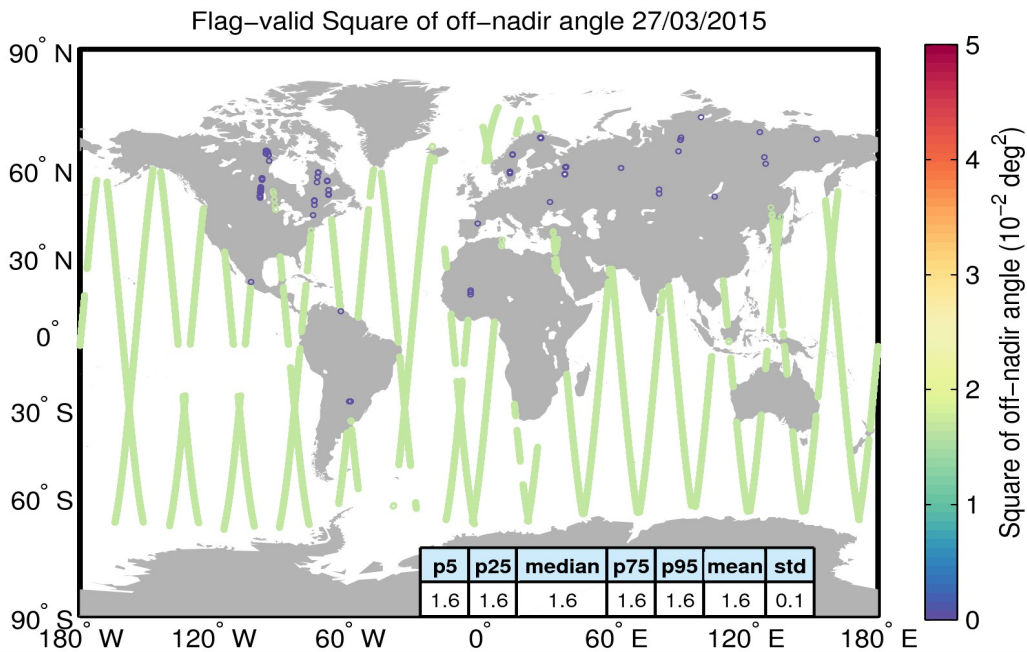 Flag-valid Square of off-nadir angle 27/03/2015
90° N
60° N
30° N
0°
30° S
60° S
90° S
180° W
120° W
60° W
0°
60° E
120° E
180° E
p5 p25 median p75 p95 mean std
1.6 1.6 1.6 1.6 1.6 1.6 0.1
5
4
3
2
1
0
Square of off-nadir angle (10⁻² deg²)